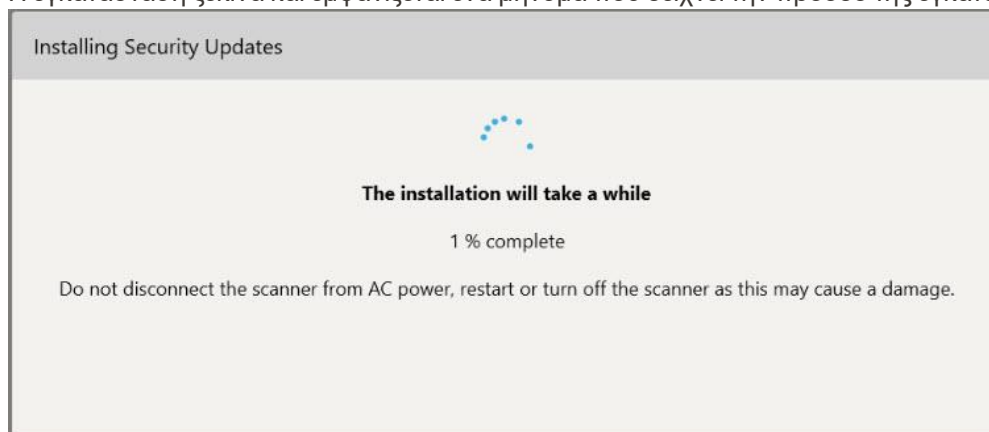 Installing Security Updates
The installation will take a while
1 % complete
Do not disconnect the scanner from AC power, restart or turn off the scanner as this may cause a damage.